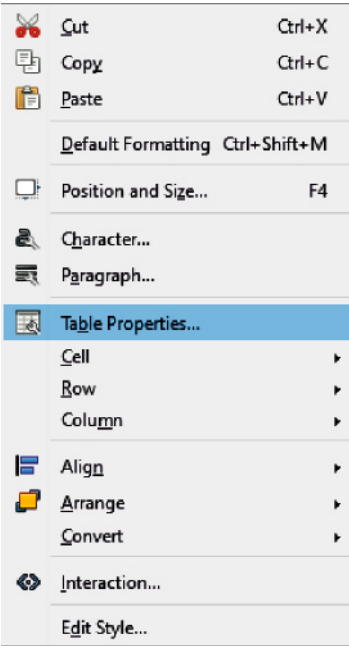 Cut Ctrl+X
Copy Ctrl+C
Paste Ctrl+V
Default Formatting Ctrl+Shift+M
Position and Size... F4
Character...
Paragraph...
Table Properties...
Cell
Row
Column
Align
Arrange
Convert
Interaction...
Edit Style...